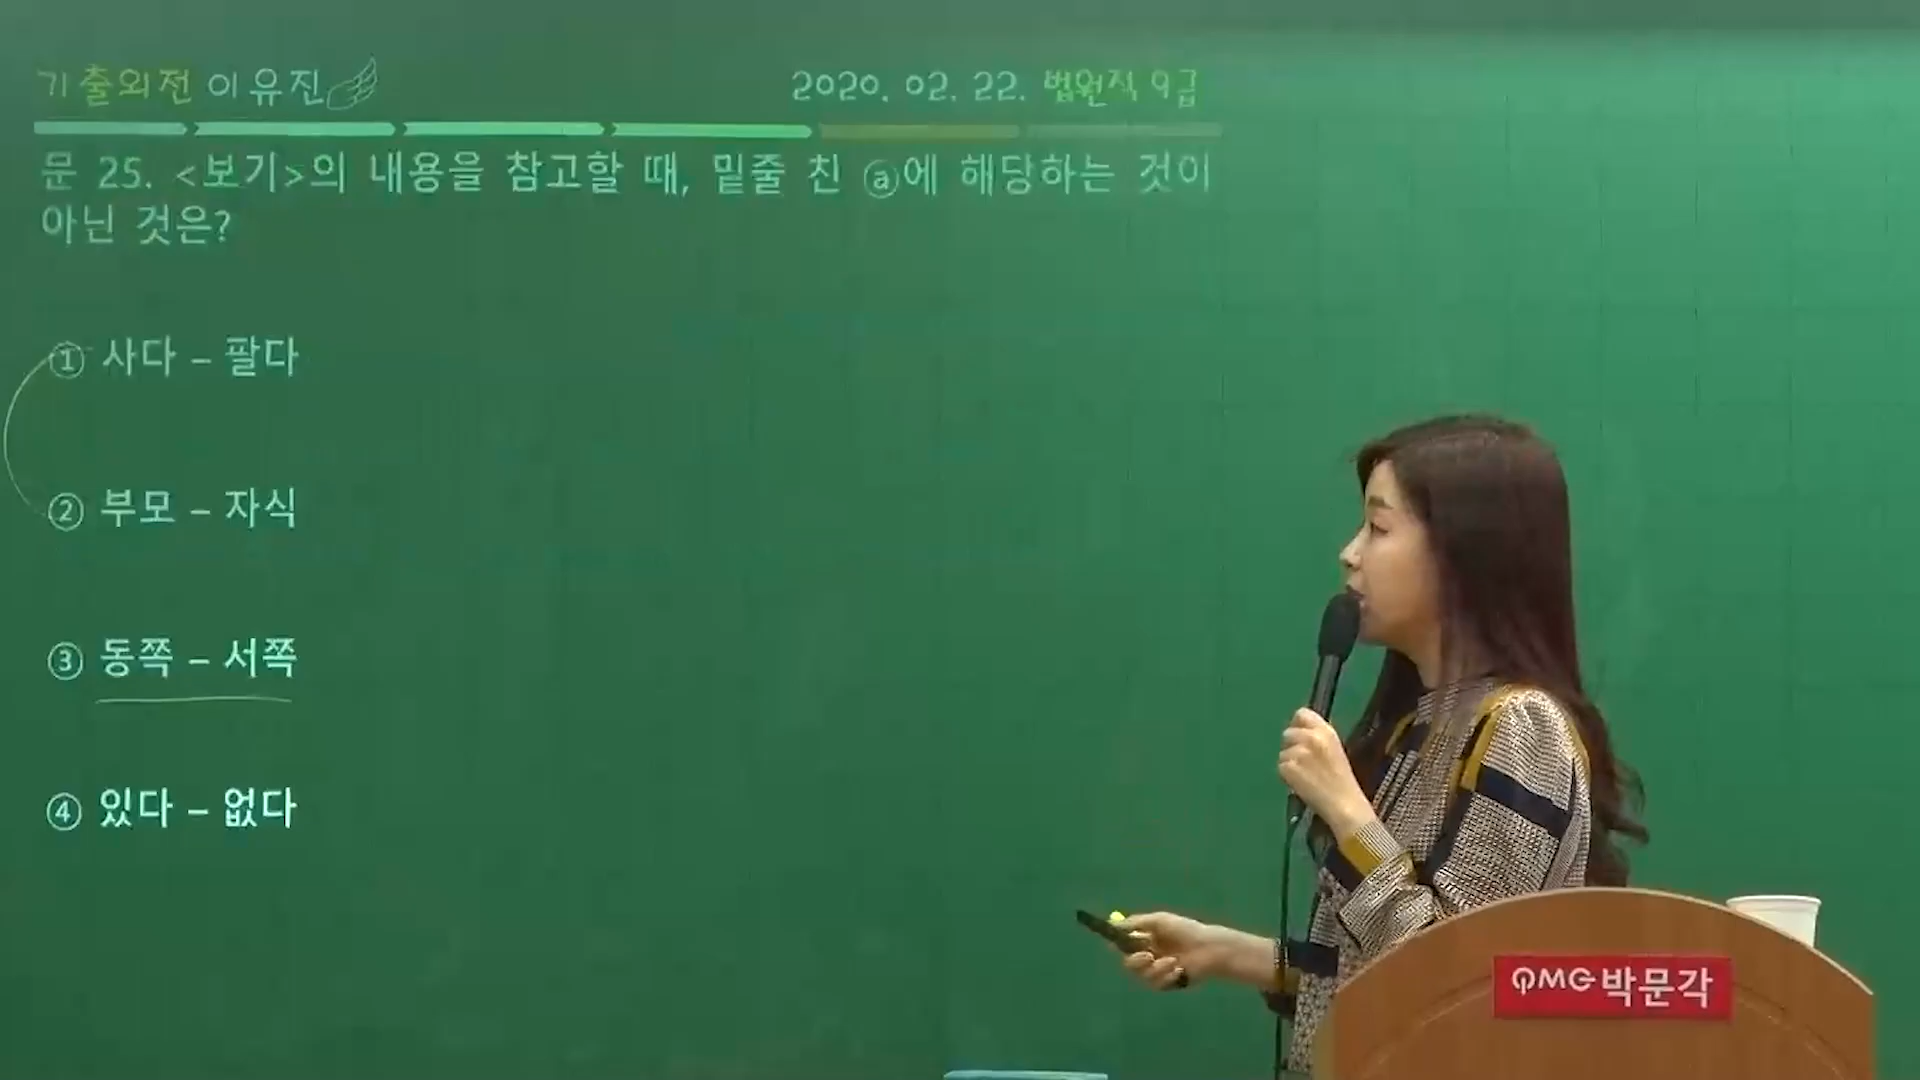 기출외전 이유진
2020. 02. 22. 법원직 9급
문 25. <보기>의 내용을 참고할 때, 밑줄 친 ⓐ에 해당하는 것이
아닌 것은?
① 사다 – 팔다
② 부모 – 자식
③ 동쪽 – 서쪽
④ 있다 – 없다
PMG 박문각